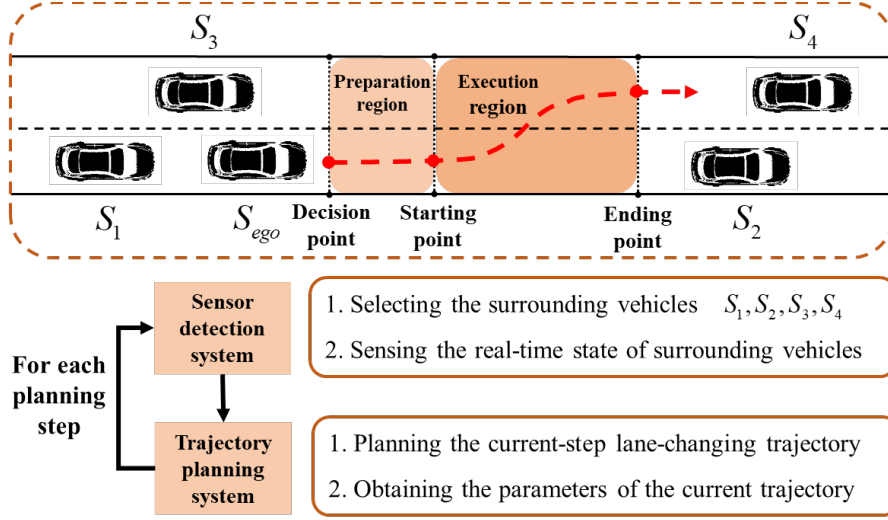 S3
S4
Preparation
region
Execution
region
S1
Sego
Decision
point
Starting
point
Ending
point
S2
Sensor
detection
system
1. Selecting the surrounding vehicles S1, S2, S3, S4
2. Sensing the real-time state of surrounding vehicles
For each
planning
step
Trajectory
planning
system
1. Planning the current-step lane-changing trajectory
2. Obtaining the parameters of the current trajectory